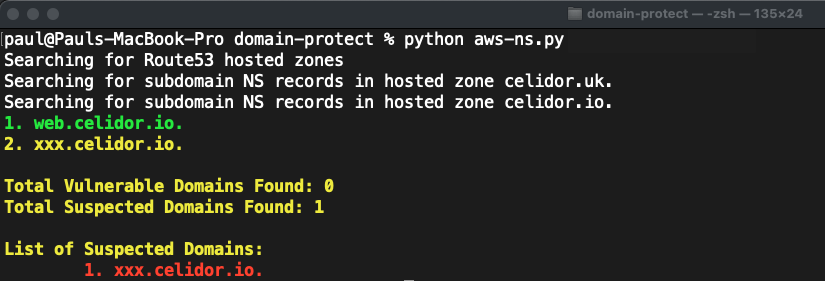 domain-protect — -zsh — 135×24
paul@Pauls-MacBook-Pro domain-protect % python aws-ns.py
Searching for Route53 hosted zones
Searching for subdomain NS records in hosted zone celidor.uk.
Searching for subdomain NS records in hosted zone celidor.io.
1. web.celidor.io.
2. xxx.celidor.io.
Total Vulnerable Domains Found: 0
Total Suspected Domains Found: 1
List of Suspected Domains:
1. xxx.celidor.io.